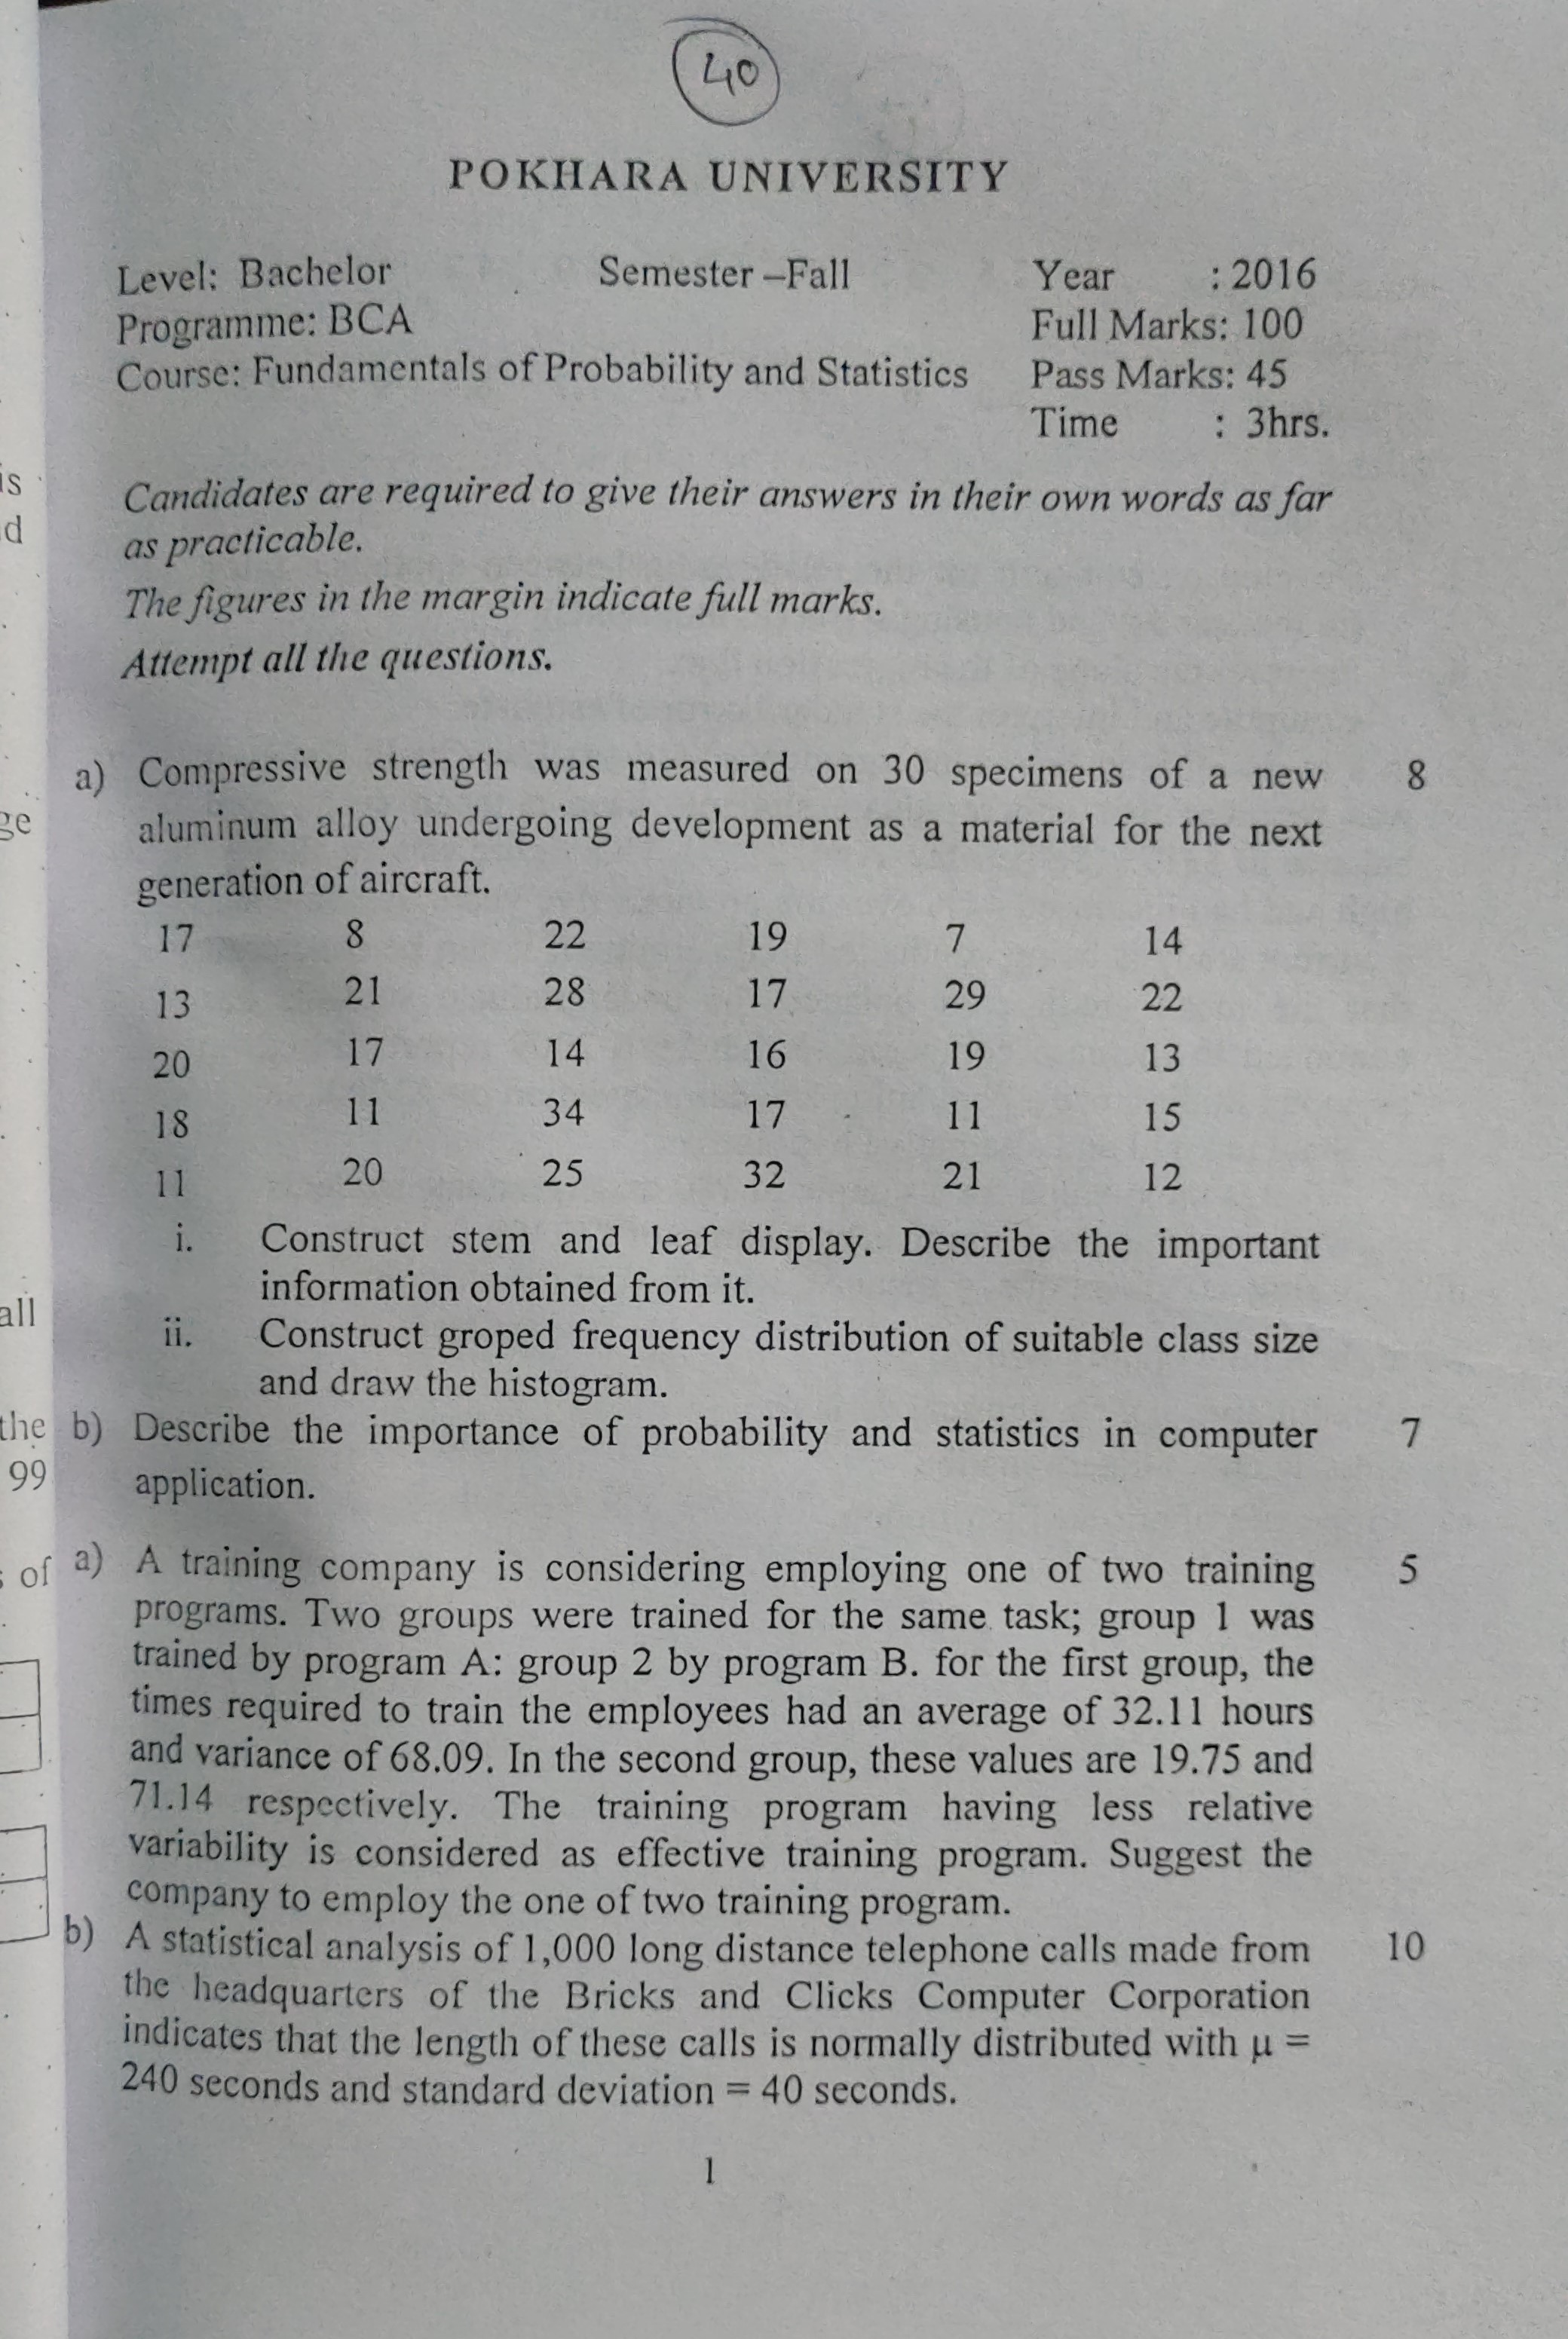 40
POKHARA UNIVERSITY
Level: Bachelor Semester –Fall Year : 2016
Programme: BCA Full Marks: 100
Course: Fundamentals of Probability and Statistics Pass Marks: 45
Time : 3hrs.
Candidates are required to give their answers in their own words as far
as practicable.
The figures in the margin indicate full marks.
Attempt all the questions.
a) Compressive strength was measured on 30 specimens of a new 8
aluminum alloy undergoing development as a material for the next
generation of aircraft.
17 8 22 19 7 14
13 21 28 17 29 22
20 17 14 16 19 13
18 11 34 17 11 15
11 20 25 32 21 12
i. Construct stem and leaf display. Describe the important
information obtained from it.
ii. Construct groped frequency distribution of suitable class size
and draw the histogram.
b) Describe the importance of probability and statistics in computer 7
application.
a) A training company is considering employing one of two training 5
programs. Two groups were trained for the same task; group 1 was
trained by program A: group 2 by program B. for the first group, the
times required to train the employees had an average of 32.11 hours
and variance of 68.09. In the second group, these values are 19.75 and
71.14 respectively. The training program having less relative
variability is considered as effective training program. Suggest the
company to employ the one of two training program.
b) A statistical analysis of 1,000 long distance telephone calls made from 10
the headquarters of the Bricks and Clicks Computer Corporation
indicates that the length of these calls is normally distributed with μ =
240 seconds and standard deviation = 40 seconds.
1
all
the
99
of